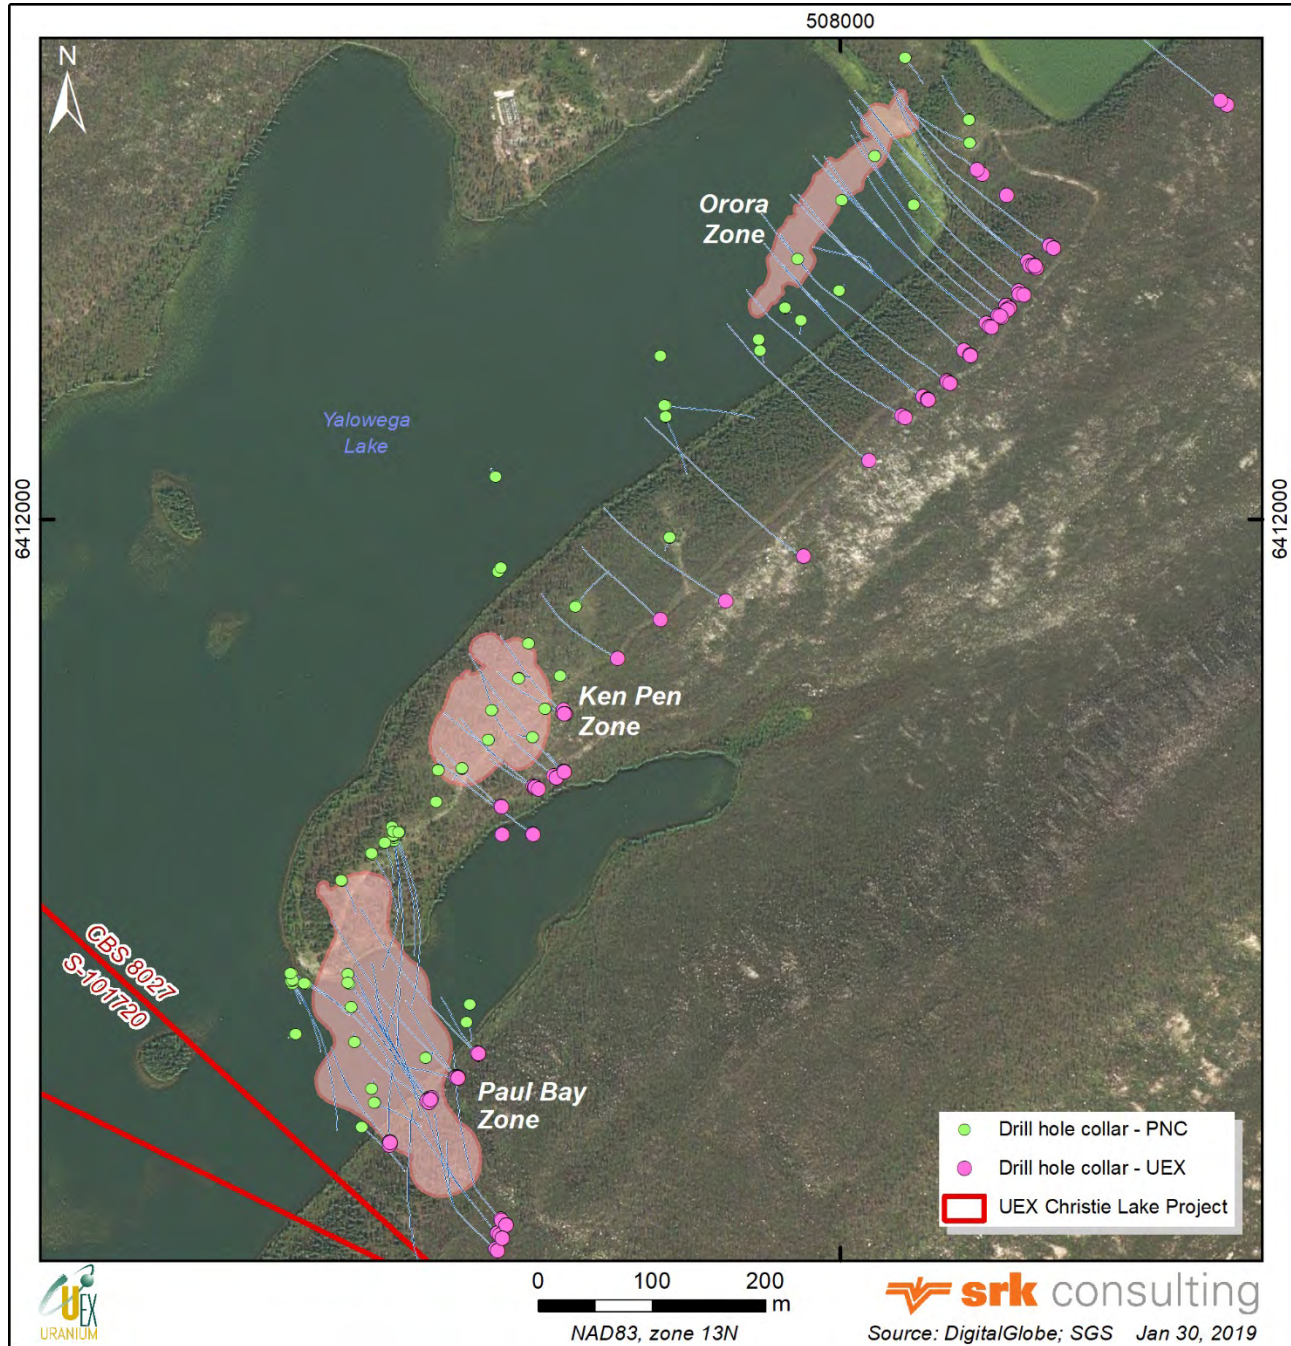 508000
N
Orora
Zone
Yalowega
Lake
6412000
6412000
Ken Pen
Zone
CBS 8027
S-101720
Paul Bay
Zone
Drill hole collar - PNC
Drill hole collar - UEX
UEX Christie Lake Project
UEX
URANIUM
0 100 200
m
NAD83, zone 13N
srk consulting
Source: DigitalGlobe; SGS Jan 30, 2019